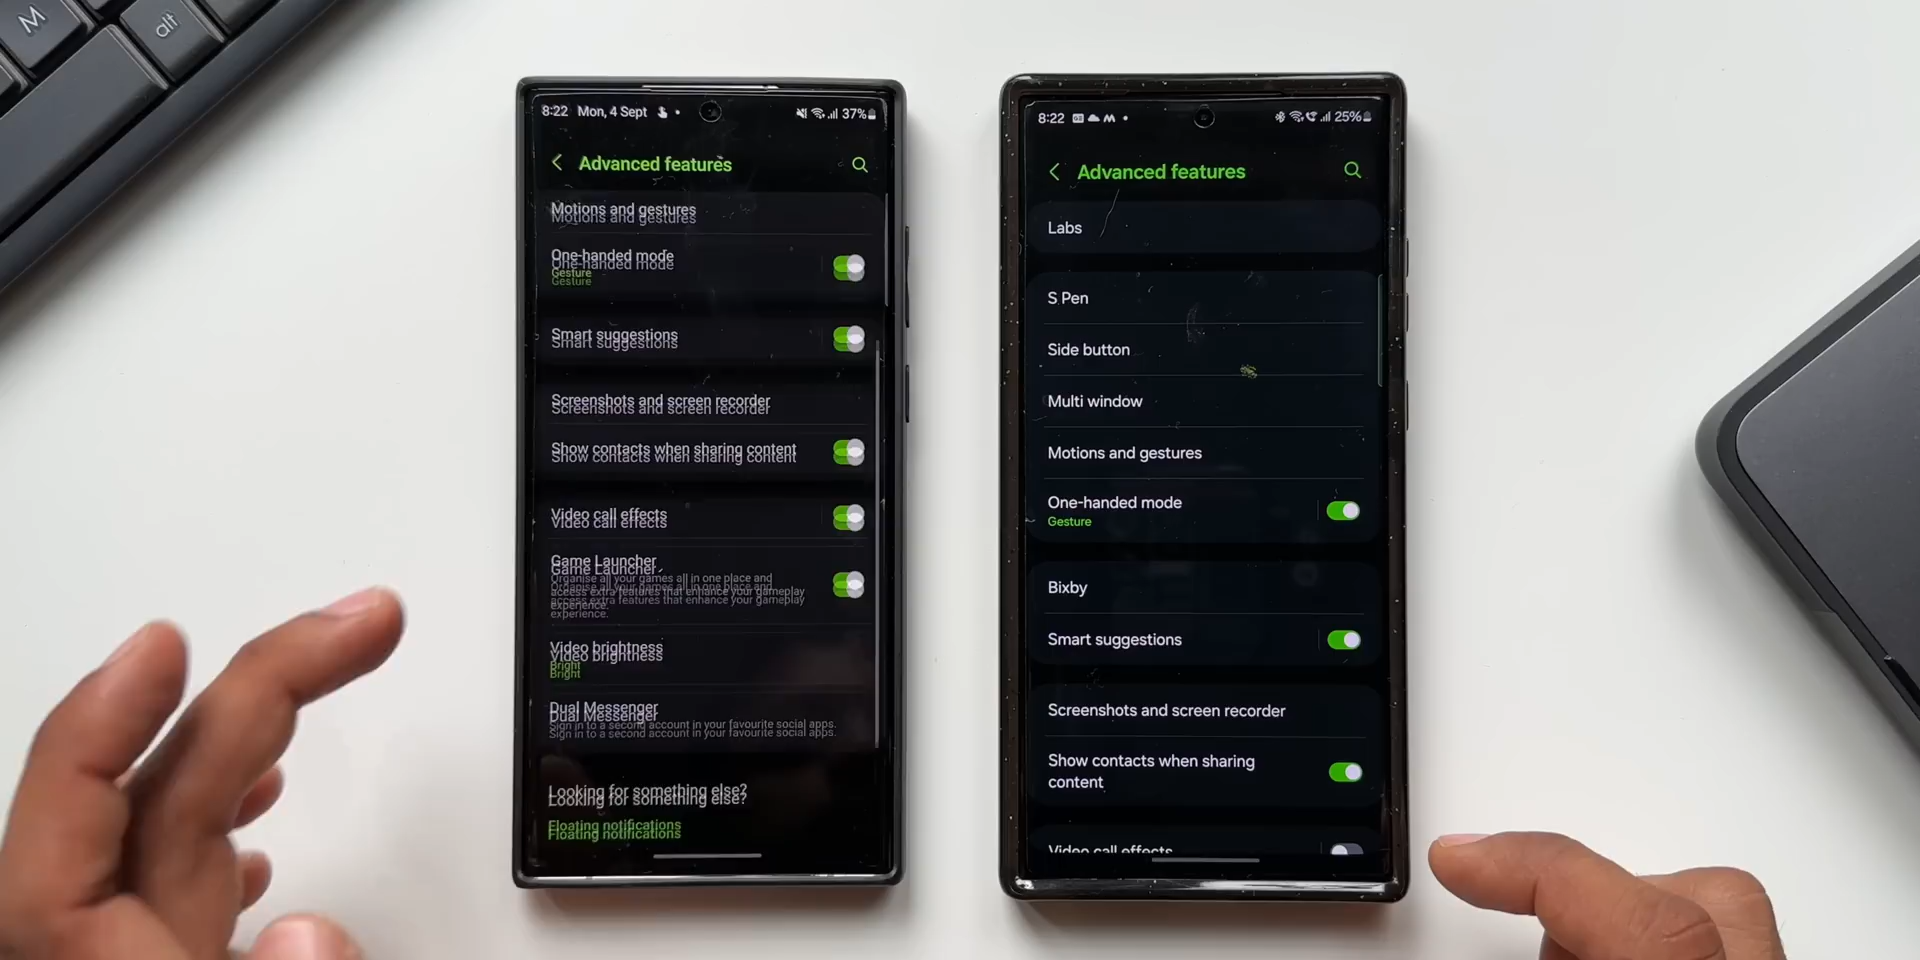 M
alt
8:22 Mon, 4 Sept
37%
Advanced features
Motions and gestures
One-handed mode
Gesture
Smart suggestions
Screenshots and screen recorder
Show contacts when sharing content
Video call effects
Game Launcher
Organise all your games all in one place and
access extra features that enhance your gameplay
experience.
Video brightness
Bright
Dual Messenger
Sign in to a second account in your favourite social apps.
Looking for something else?
Floating notifications
8:22
25%
Advanced features
Labs
S Pen
Side button
Multi window
Motions and gestures
One-handed mode
Gesture
Bixby
Smart suggestions
Screenshots and screen recorder
Show contacts when sharing
content
Video call effects